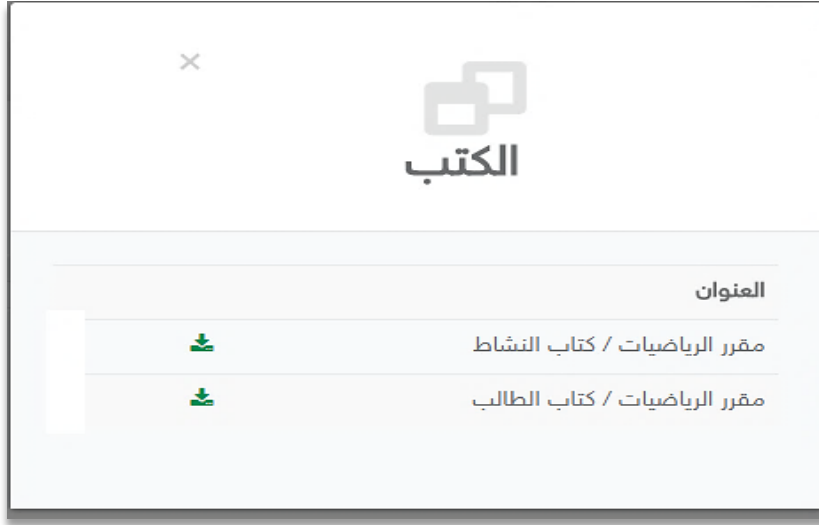 ×
الكتب
العنوان
مقرر الرياضيات / كتاب النشاط
مقرر الرياضيات / كتاب الطالب